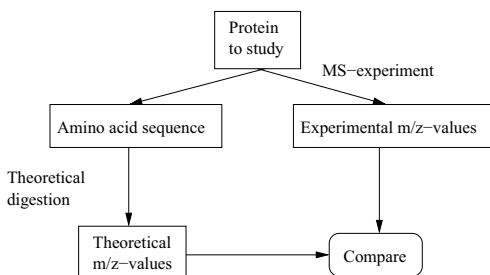 Protein
to study
MS−experiment
Amino acid sequence
Experimental m/z−values
Theoretical
digestion
Theoretical
m/z−values
Compare